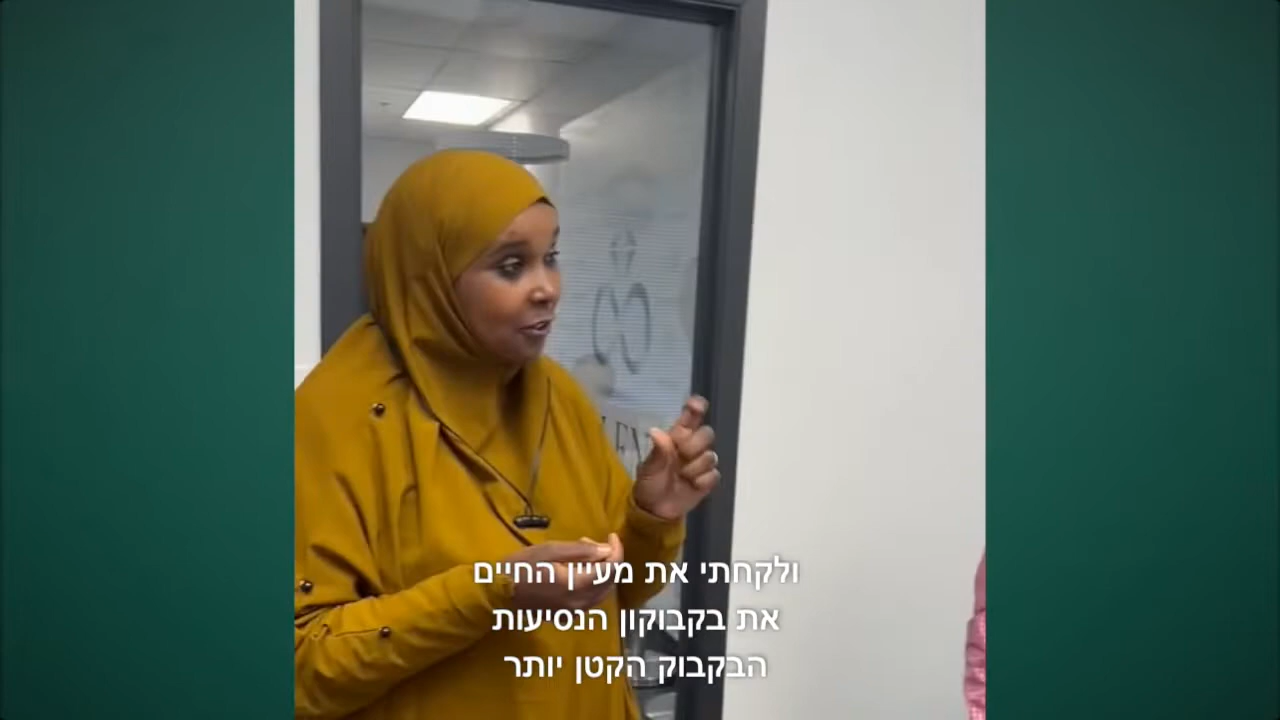 ולקחתי את מעיין החיים
את בקבוקון הנסיעות
הבקבוק הקטן יותר